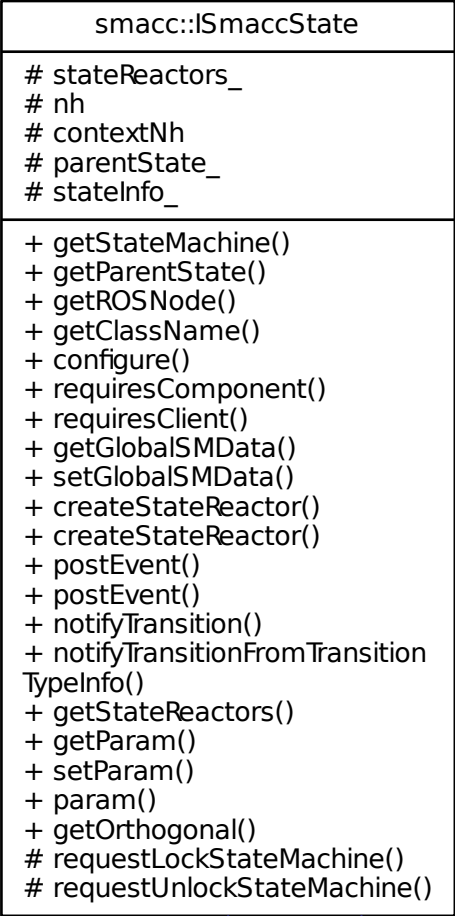 smacc::ISmaccState
# stateReactors_
# nh
# contextNh
# parentState_
# stateInfo_
+ getStateMachine()
+ getParentState()
+ getROSNode()
+ getClassName()
+ configure()
+ requiresComponent()
+ requiresClient()
+ getGlobalSMData()
+ setGlobalSMData()
+ createStateReactor()
+ createStateReactor()
+ postEvent()
+ postEvent()
+ notifyTransition()
+ notifyTransitionFromTransition
TypeInfo()
+ getStateReactors()
+ getParam()
+ setParam()
+ param()
+ getOrthogonal()
# requestLockStateMachine()
# requestUnlockStateMachine()